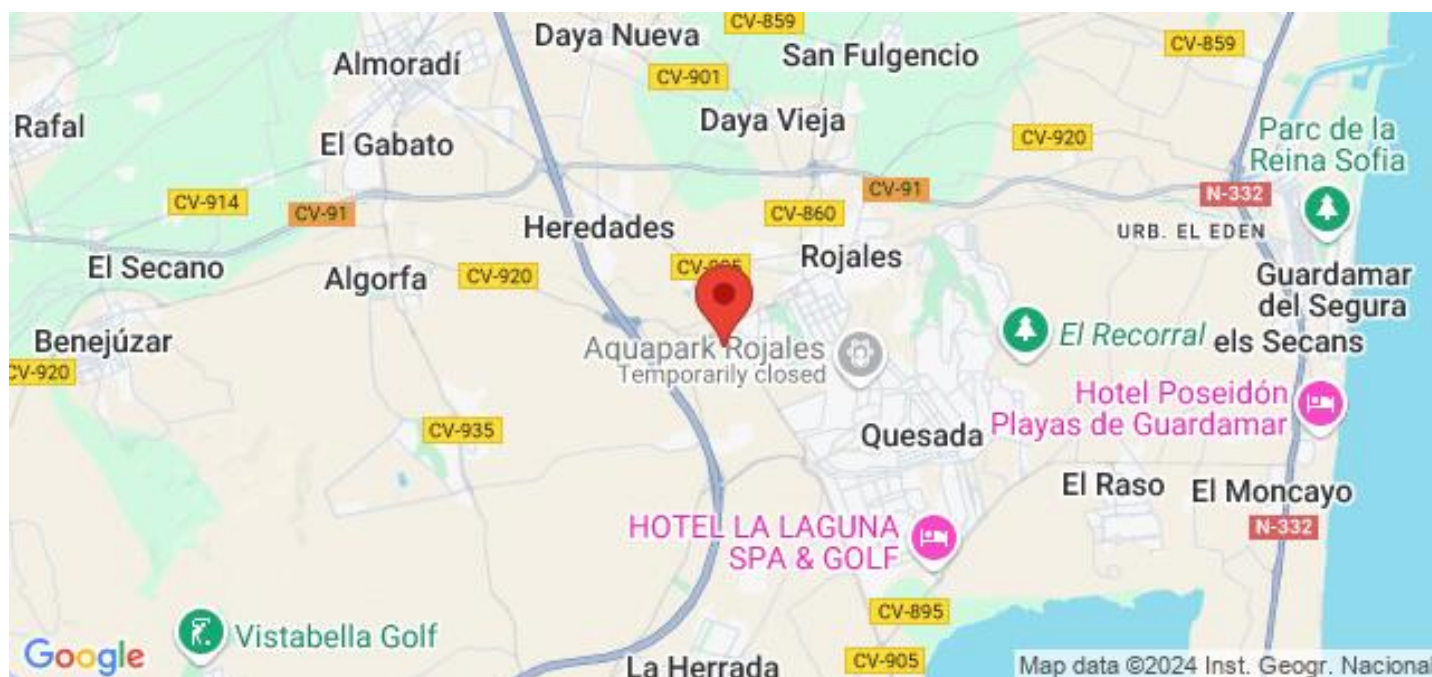 CV-859
Daya Nueva
San Fulgencio
CV-859
Almoradí
CV-901
Rafal
Daya Vieja
CV-920
Parc de la
Reina Sofia
El Gabato
CV-914
CV-91
CV-91
N-332
CV-860
Heredades
URB. EL EDEN
El Secano
Rojales
Algorfa
CV-920
Guardamar
del Segura
Benejúzar
Aquapark Rojales
Temporarily closed
El Recorral
els Secans
CV-920
Hotel Poseidón
Playas de Guardamar
CV-935
Quesada
El Raso
El Moncayo
HOTEL LA LAGUNA
SPA & GOLF
N-332
CV-895
Vistabella Golf
Google
La Herrada
CV-905
Map data ©2024 Inst. Geogr. Nacional